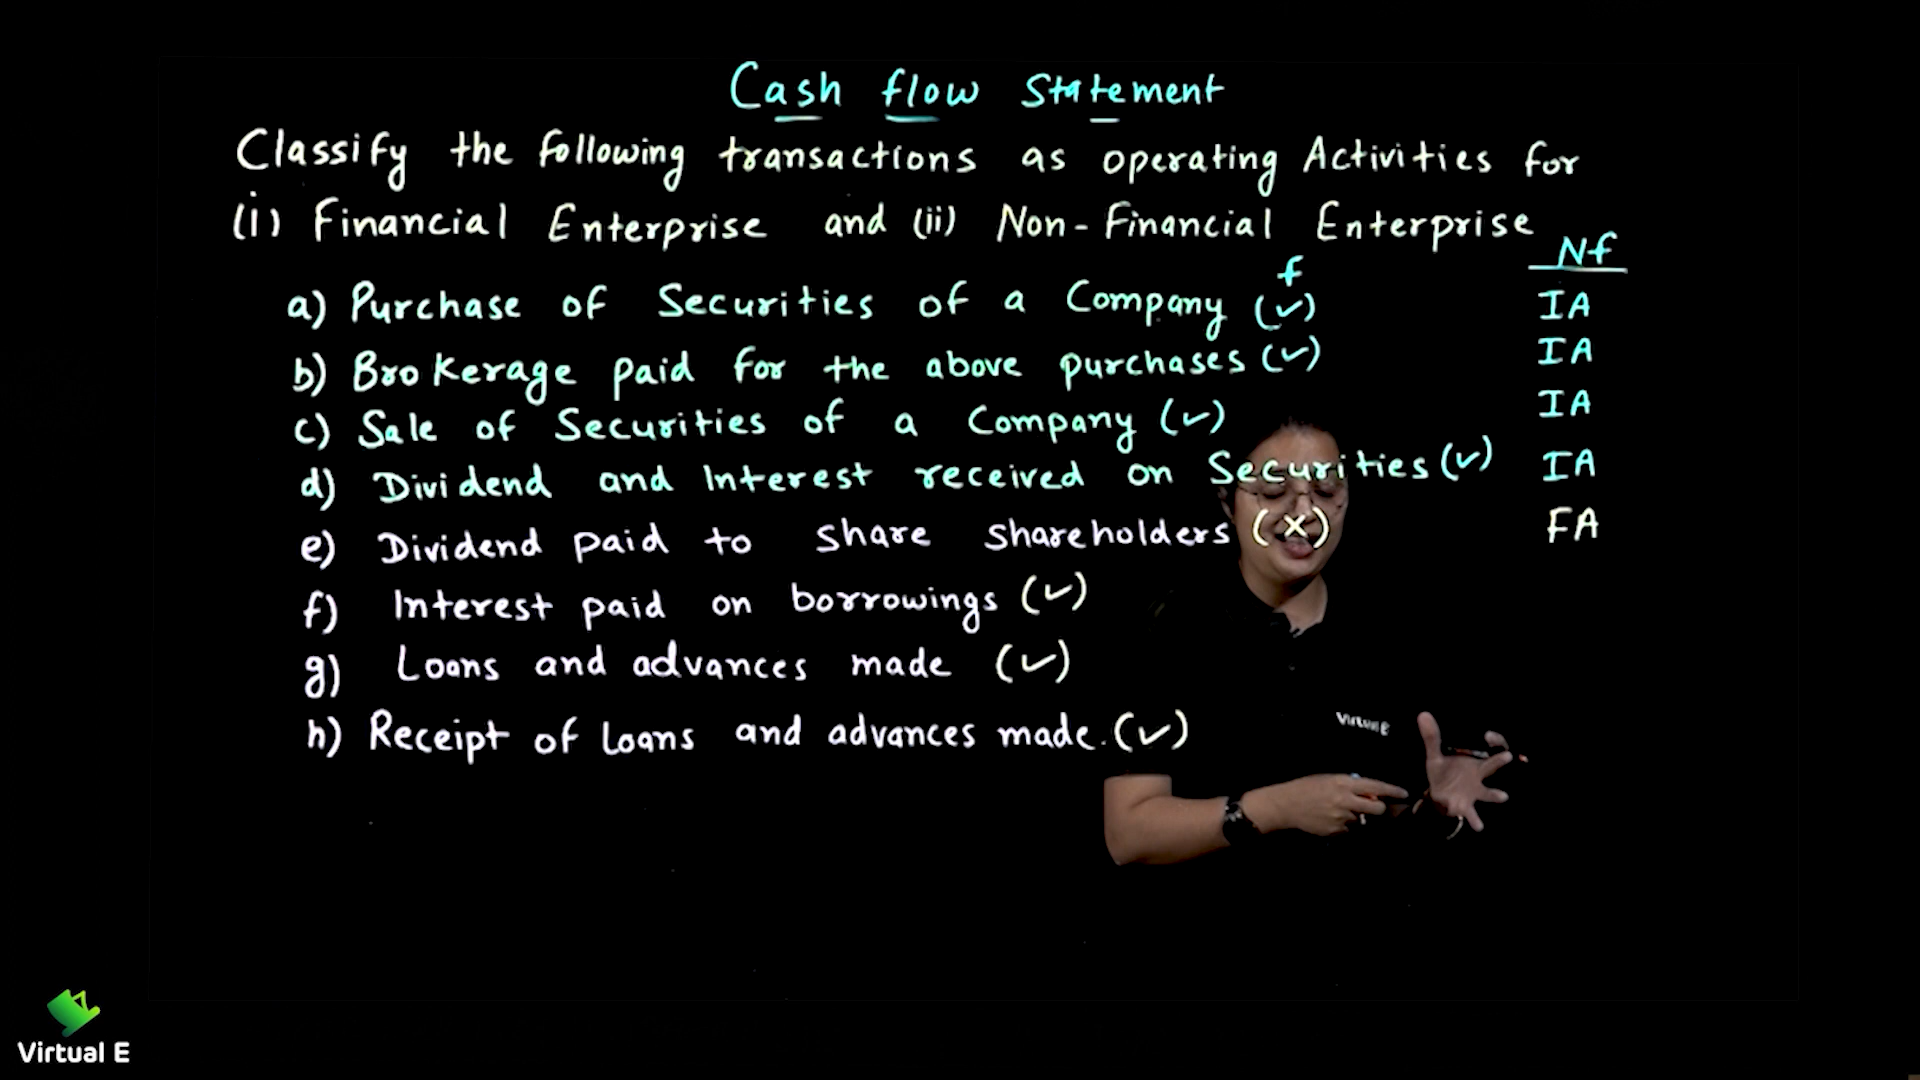 Cash flow Statement
Classify the following transactions as operating Activities for
(i) Financial Enterprise and (ii) Non-Financial Enterprise
f
Nf
a) Purchase of Securities of a Company (✓) IA
b) Brokerage paid for the above purchases (✓) IA
c) Sale of Securities of a Company (✓) IA
d) Dividend and Interest received on Securities (✓) IA
e) Dividend paid to share shareholders (×) FA
f) Interest paid on borrowings (✓)
g) Loans and advances made (✓)
h) Receipt of loans and advances made. (✓)
Virtual E
Virtual E